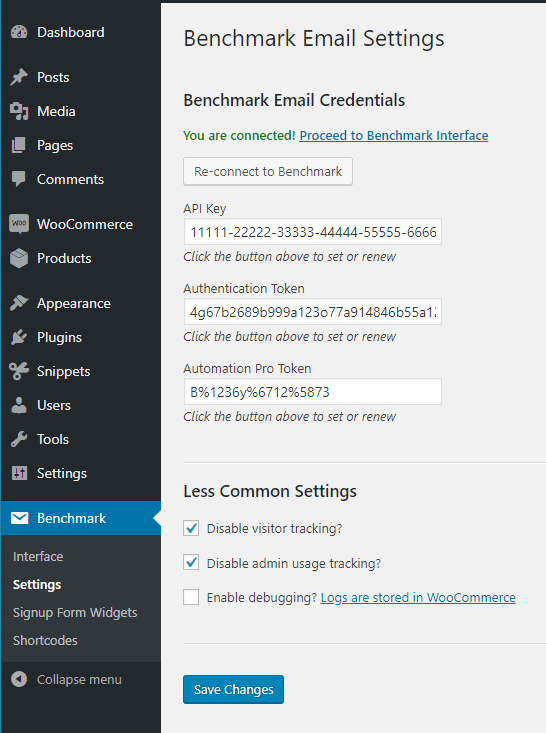 Dashboard
Posts
Media
Pages
Comments
WOO
WooCommerce
Products
Appearance
Plugins
Snippets
Users
Tools
Settings
Benchmark
Interface
Settings
Signup Form Widgets
Shortcodes
Collapse menu
Benchmark Email Settings
Benchmark Email Credentials
You are connected! Proceed to Benchmark Interface
Re-connect to Benchmark
API Key
11111-22222-33333-44444-55555-6666
Click the button above to set or renew
Authentication Token
4g67b2689b999a123o77a914846b55a1
Click the button above to set or renew
Automation Pro Token
B%1236y%6712%5873
Click the button above to set or renew
Less Common Settings
Disable visitor tracking?
Disable admin usage tracking?
Enable debugging? Logs are stored in WooCommerce
Save Changes